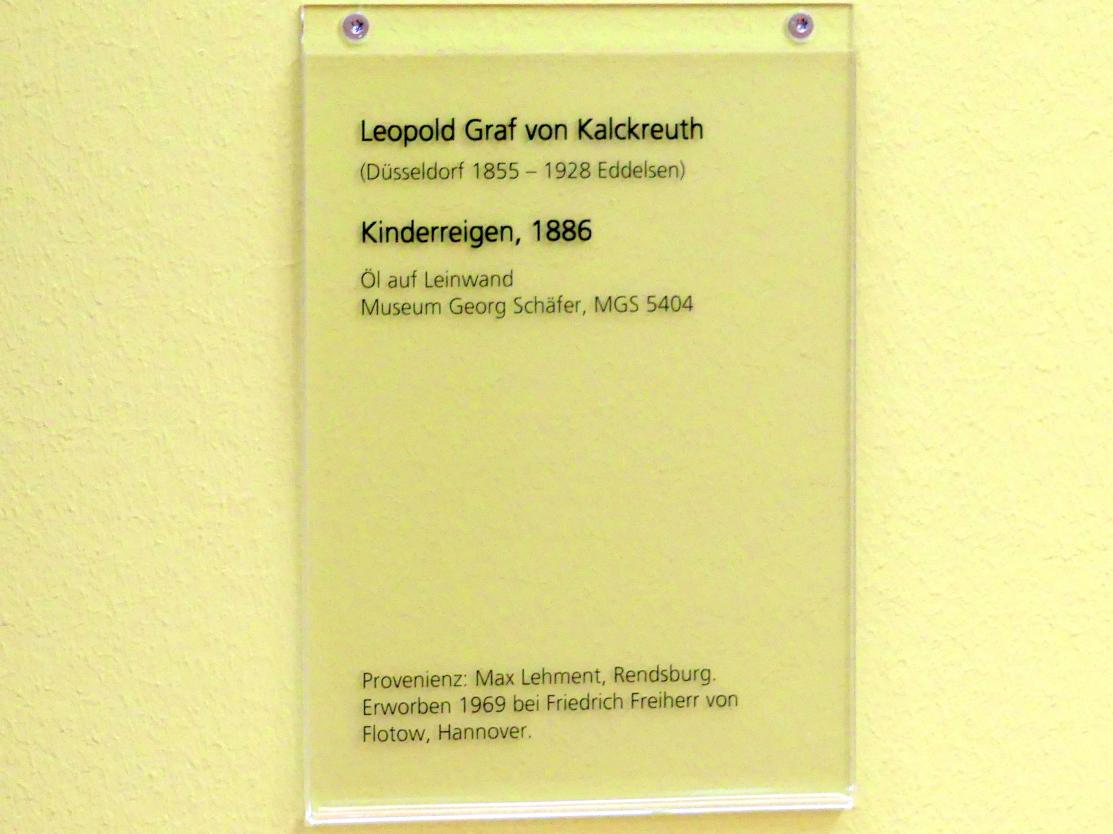 Leopold Graf von Kalckreuth
(Düsseldorf 1855 – 1928 Eddelsen)
Kinderreigen, 1886
Öl auf Leinwand
Museum Georg Schäfer, MGS 5404
Provenienz: Max Lehment, Rendsburg.
Erworben 1969 bei Friedrich Freiherr von
Flotow, Hannover.